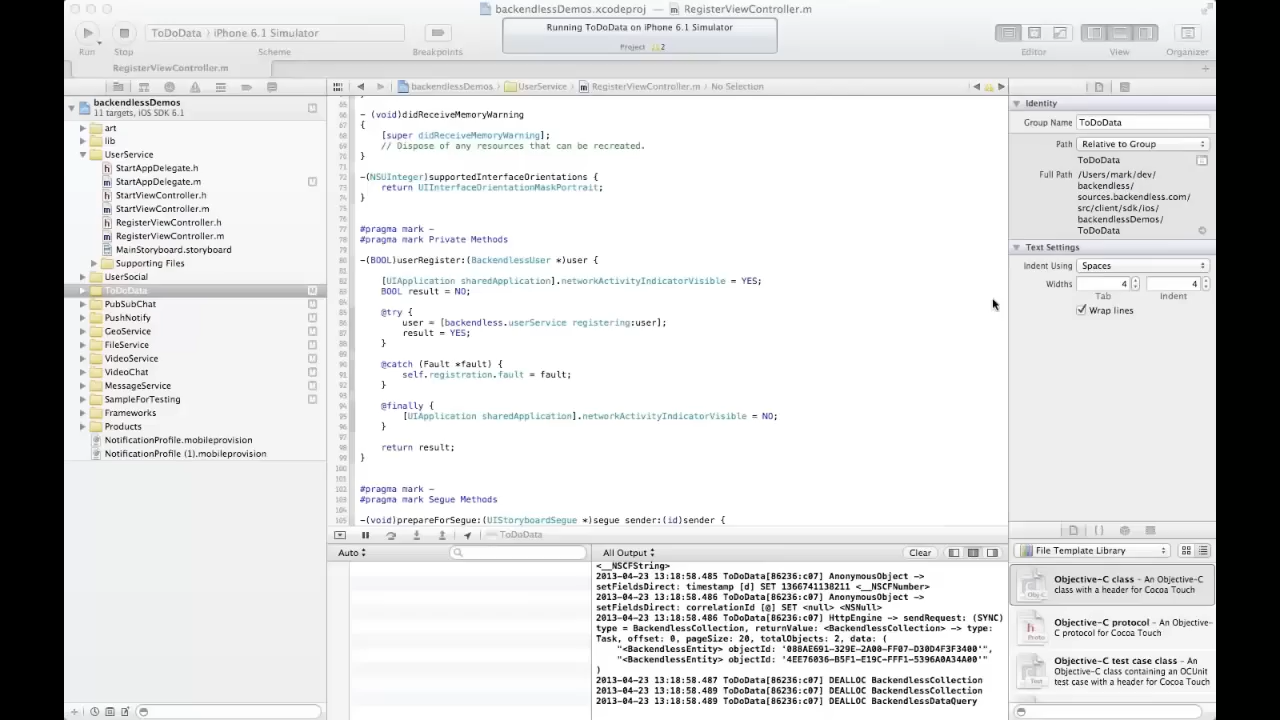 backendlessDemos.xcodeproj — RegisterViewController.m
ToDoData › iPhone 6.1 Simulator
Running ToDoData on iPhone 6.1 Simulator
Project 2
Run Stop Scheme Breakpoints Editor View Organizer
RegisterViewController.m
backendlessDemos UserService RegisterViewController.m No Selection
backendlessDemos
11 targets, iOS SDK 6.1
art
lib
UserService
StartAppDelegate.h
StartAppDelegate.m
StartViewController.h
StartViewController.m
RegisterViewController.h
RegisterViewController.m
MainStoryboard.storyboard
Supporting Files
UserSocial
ToDoData
PubSubChat
PushNotify
GeoService
FileService
VideoService
VideoChat
MessageService
SampleForTesting
Frameworks
Products
NotificationProfile.mobileprovision
NotificationProfile (1).mobileprovision
- (void)didReceiveMemoryWarning
{
[super didReceiveMemoryWarning];
// Dispose of any resources that can be recreated.
}
-(NSUInteger)supportedInterfaceOrientations {
return UIInterfaceOrientationMaskPortrait;
}
#pragma mark -
#pragma mark Private Methods
-(BOOL)userRegister:(BackendlessUser *)user {
[UIApplication sharedApplication].networkActivityIndicatorVisible = YES;
BOOL result = NO;
@try {
user = [backendless.userService registering:user];
result = YES;
}
@catch (Fault *fault) {
self.registration.fault = fault;
}
@finally {
[UIApplication sharedApplication].networkActivityIndicatorVisible = NO;
}
return result;
}
#pragma mark -
#pragma mark Segue Methods
-(void)prepareForSegue:(UIStoryboardSegue *)segue sender:(id)sender {
ToDoData
Auto
All Output
Clear
<__NSCFString>
2013-04-23 13:18:58.485 ToDoData[86236:c07] AnonymousObject ->
setFieldsDirect: timestamp [d] SET 1366741138211 <__NSCFNumber>
2013-04-23 13:18:58.486 ToDoData[86236:c07] AnonymousObject ->
setFieldsDirect: correlationId [@] SET <null> <NSNull>
2013-04-23 13:18:58.486 ToDoData[86236:c07] HttpEngine -> sendRequest: (SYNC)
type = BackendlessCollection, returnValue: <BackendlessCollection> -> type:
Task, offset: 0, pageSize: 20, totalObjects: 2, data: (
"<BackendlessEntity> objectId: '088AE691-329E-2A00-FF07-D30D4F3F3400'",
"<BackendlessEntity> objectId: '4EE76036-B5F1-E19C-FFF1-5396A0A34A00'"
)
2013-04-23 13:18:58.487 ToDoData[86236:c07] DEALLOC BackendlessCollection
2013-04-23 13:18:58.489 ToDoData[86236:c07] DEALLOC BackendlessCollection
2013-04-23 13:18:58.489 ToDoData[86236:c07] DEALLOC BackendlessDataQuery
Identity
Group Name ToDoData
Path Relative to Group
ToDoData
Full Path /Users/mark/dev/
backendless/
sources.backendless.com/
src/client/sdk/ios/
backendlessDemos/
ToDoData
Text Settings
Indent Using Spaces
Widths 4 4
Tab Indent
Wrap lines
File Template Library
Objective-C class - An Objective-C
class with a header for Cocoa Touch
Objective-C protocol - An Objective-
C protocol for Cocoa Touch
Objective-C test case class - An
Objective-C class containing an OCUnit
test case with a header for Cocoa Touch